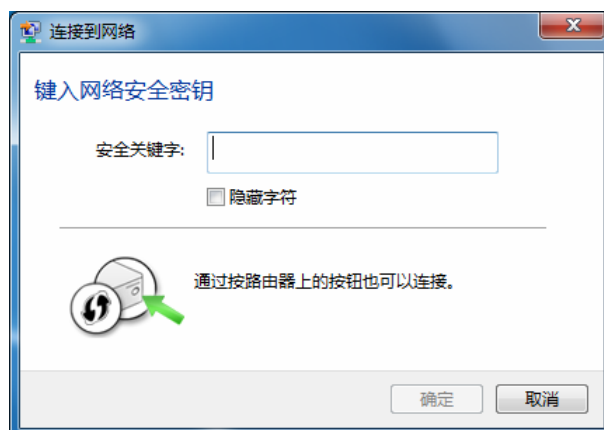 连接到网络
键入网络安全密钥
安全关键字:
隐藏字符
通过按路由器上的按钮也可以连接。
确定
取消